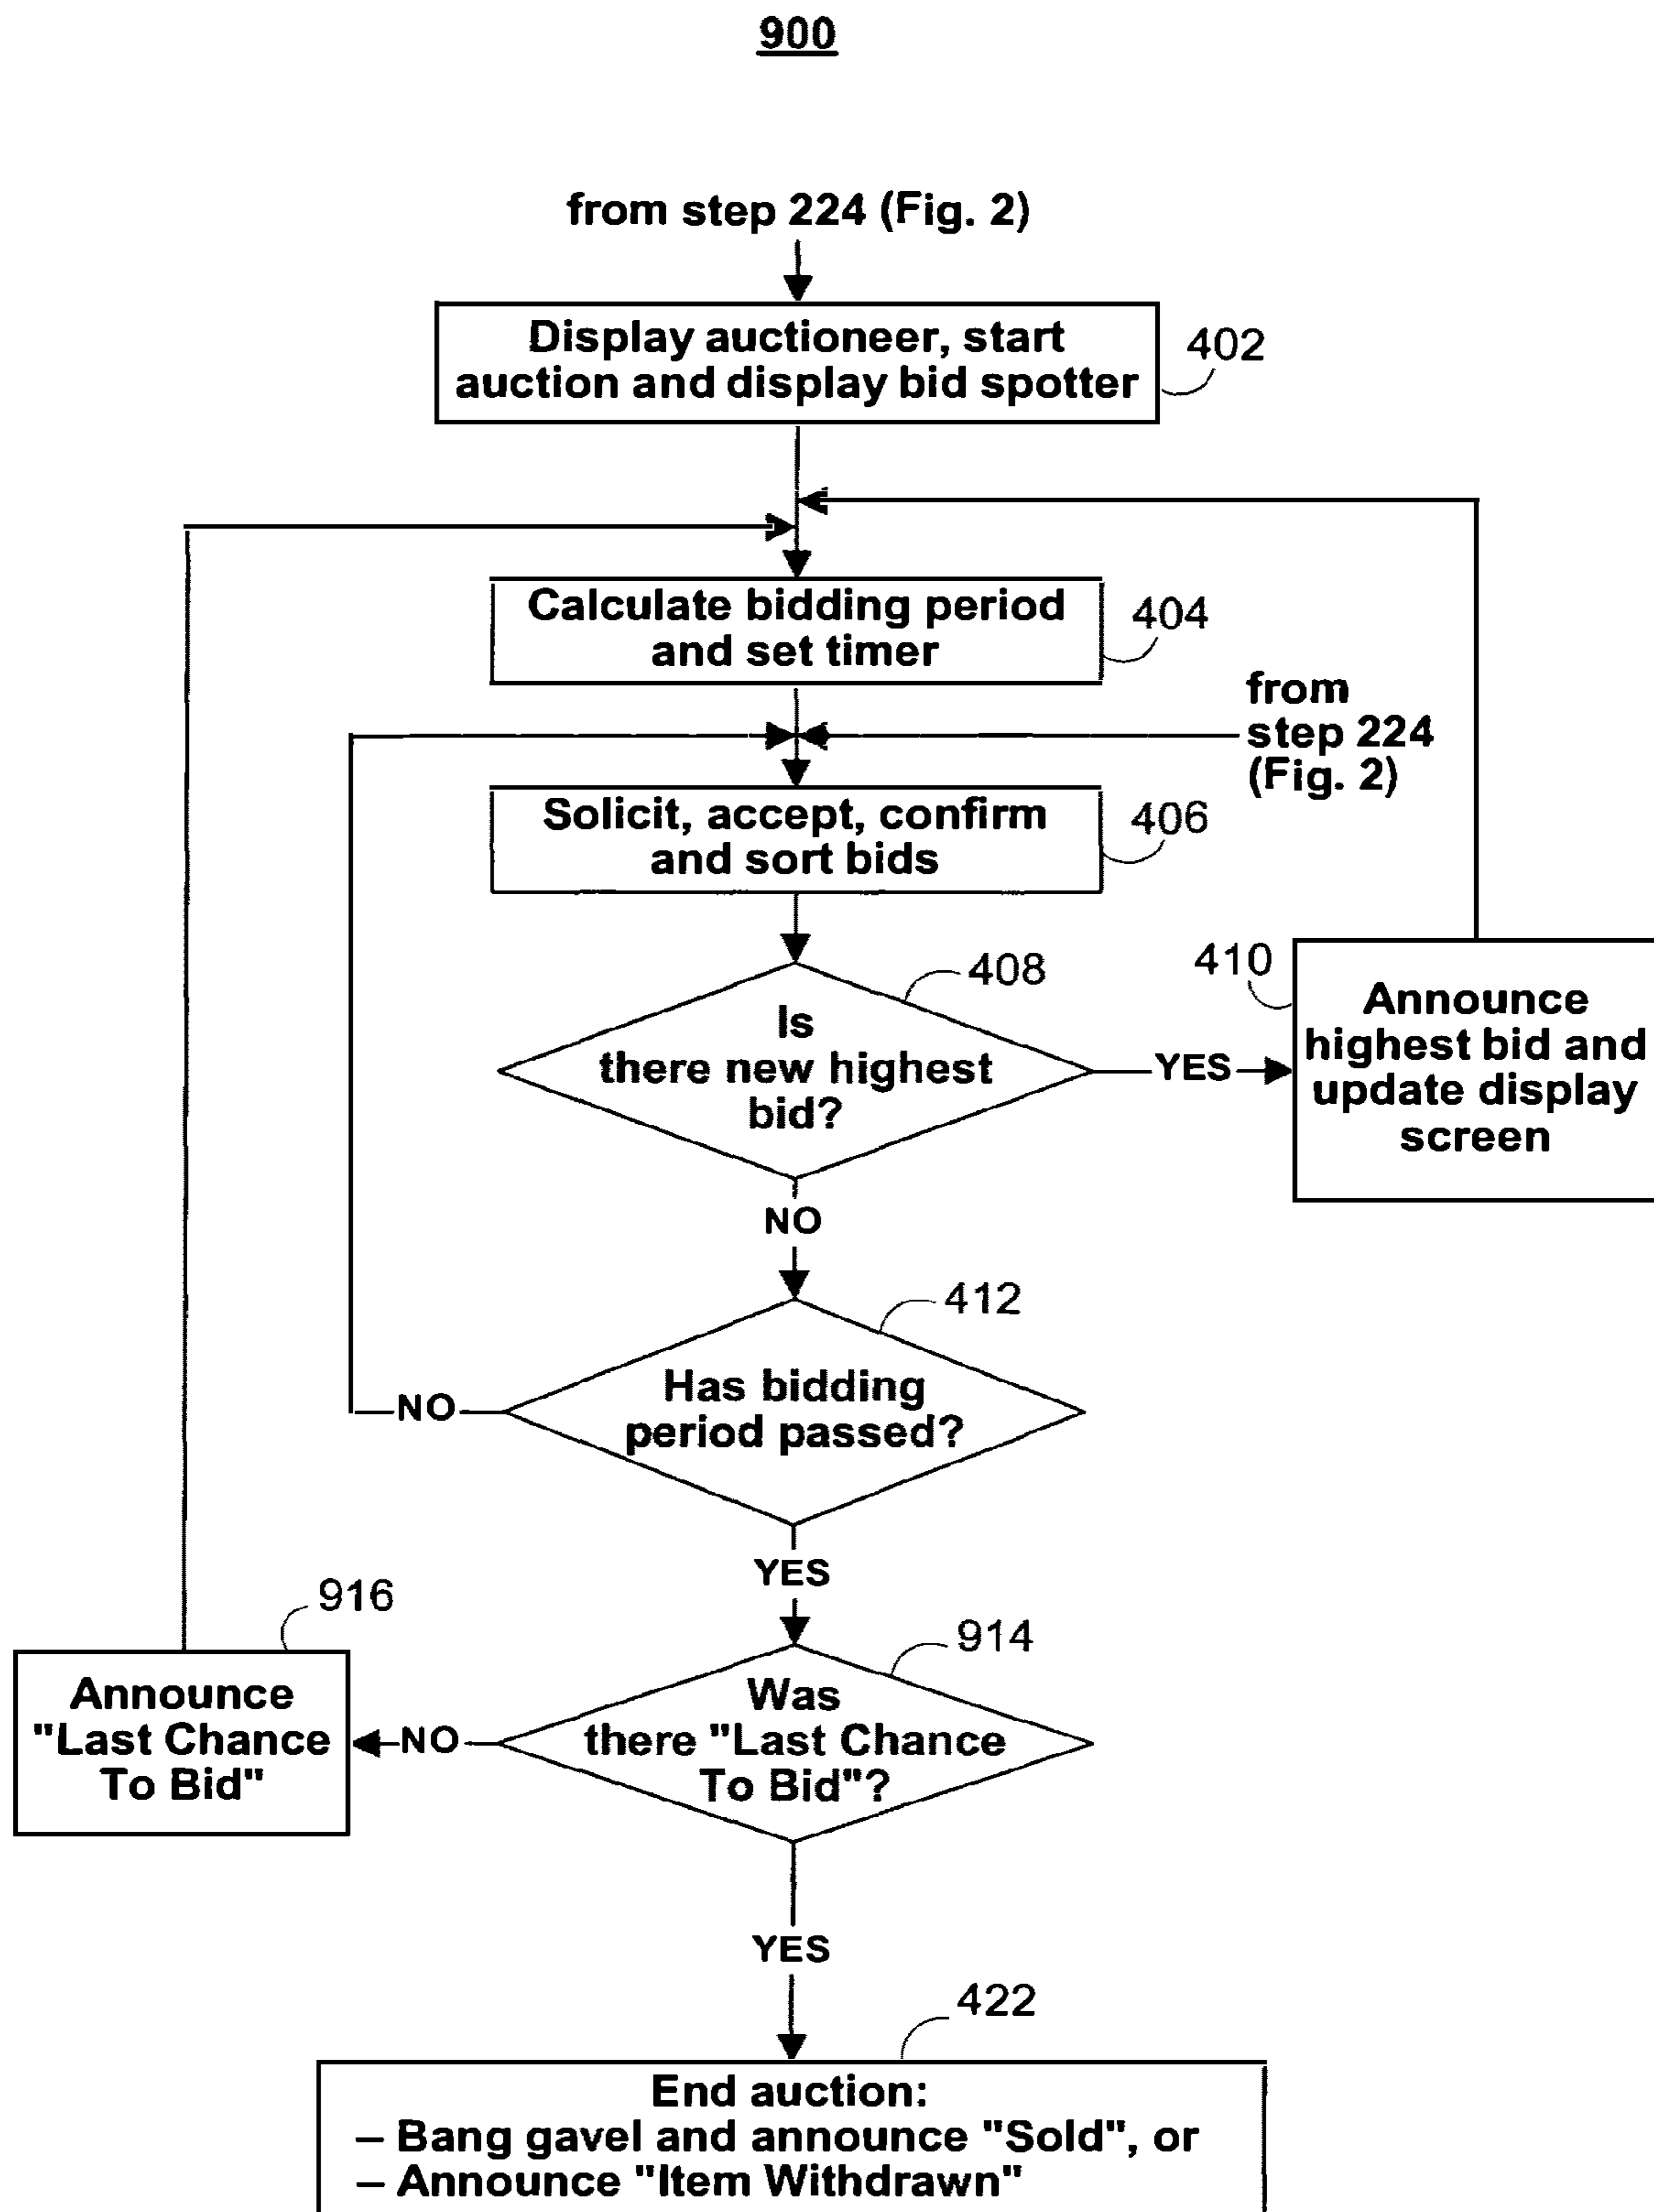 900
from step 224 (Fig. 2)
Display auctioneer, start
auction and display bid spotter
402
Calculate bidding period
and set timer
404
from
step 224
(Fig. 2)
Solicit, accept, confirm
and sort bids
406
408
Is
there new highest
bid?
YES
410
Announce
highest bid and
update display
screen
NO
412
Has bidding
period passed?
NO
YES
916
Announce
"Last Chance
To Bid"
NO
914
Was
there "Last Chance
To Bid"?
YES
422
End auction:
– Bang gavel and announce "Sold", or
– Announce "Item Withdrawn"